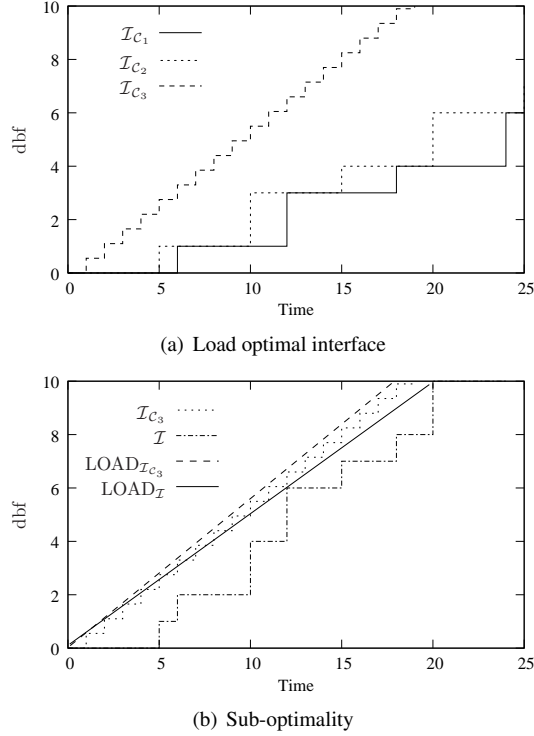 10
8
6
4
2
0
dbf
I_{C_1}
I_{C_2}
I_{C_3}
0 5 10 15 20 25
Time
(a) Load optimal interface
10
8
6
4
2
0
dbf
I_{C_3}
I
LOAD_{I_{C_3}}
LOAD_I
0 5 10 15 20 25
Time
(b) Sub-optimality